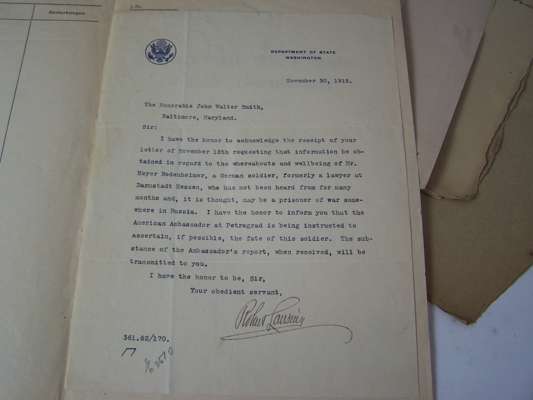 Bemerkungen
DEPARTMENT OF STATE
WASHINGTON
November 30, 1915.
The Honorable John Walter Smith,
Baltimore, Maryland.
Sir:
I have the honor to acknowledge the receipt of your
letter of November 18th requesting that information be ob-
tained in regard to the whereabouts and wellbeing of Mr.
Meyer Bodenheimer, a German soldier, formerly a lawyer at
Darmstadt Hessen, who has not been heard from for many
months and, it is thought, may be a prisoner of war some-
where in Russia. I have the honor to inform you that the
American Ambassador at Petrograd is being instructed to
ascertain, if possible, the fate of this soldier. The sub-
stance of the Ambassador's report, when received, will be
transmitted to you.
I have the honor to be, Sir,
Your obedient servant,
Robert Lansing
361.62/170.